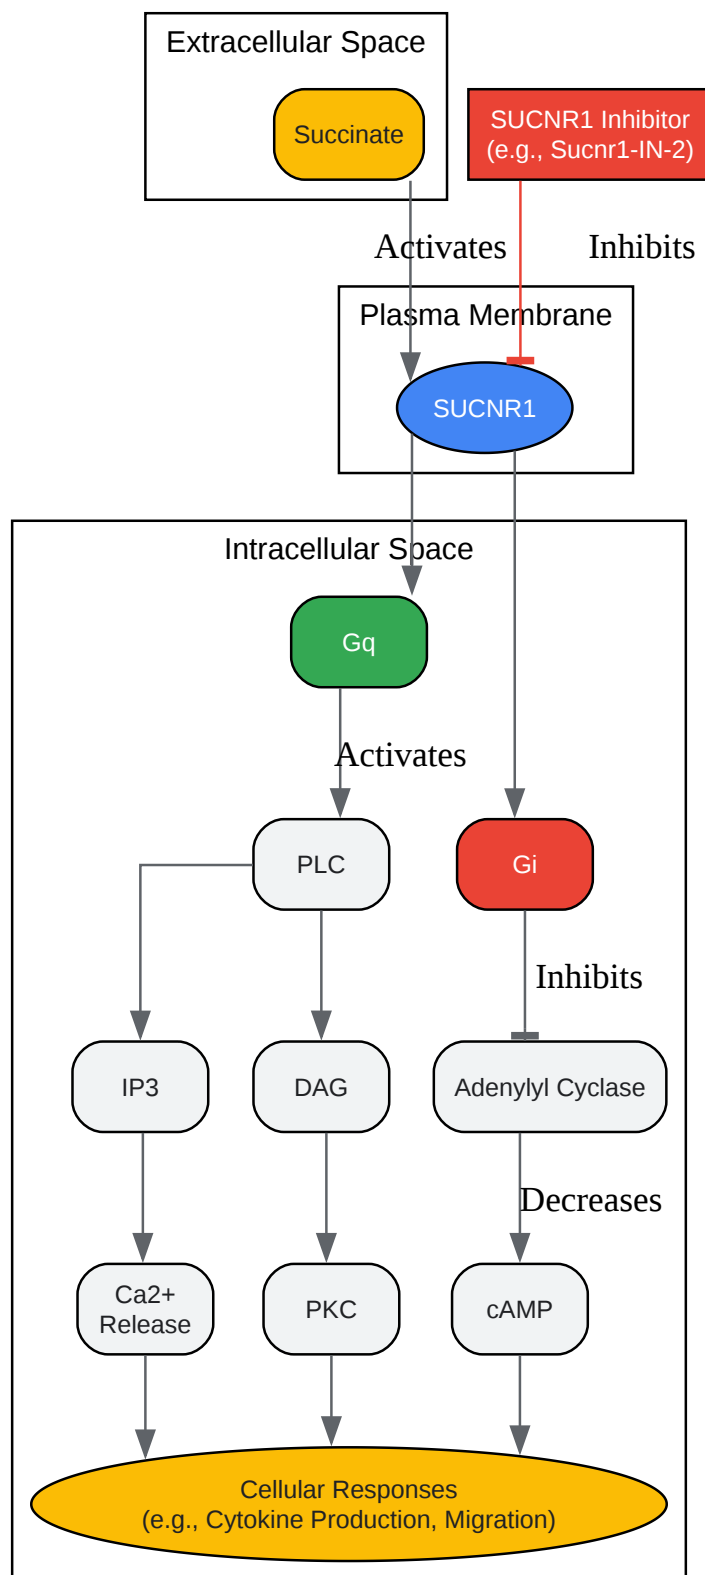 Extracellular Space
Succinate
SUCNR1 Inhibitor
(e.g., Sucnr1-IN-2)
Activates
Inhibits
Plasma Membrane
SUCNR1
Intracellular Space
Gq
Activates
PLC
Gi
Inhibits
IP3
DAG
Adenylyl Cyclase
Decreases
Ca2+
Release
PKC
cAMP
Cellular Responses
(e.g., Cytokine Production, Migration)